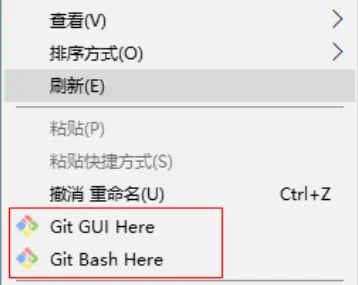 查看(V)
排序方式(O)
刷新(E)
粘贴(P)
粘贴快捷方式(S)
撤消 重命名(U) Ctrl+Z
Git GUI Here
Git Bash Here